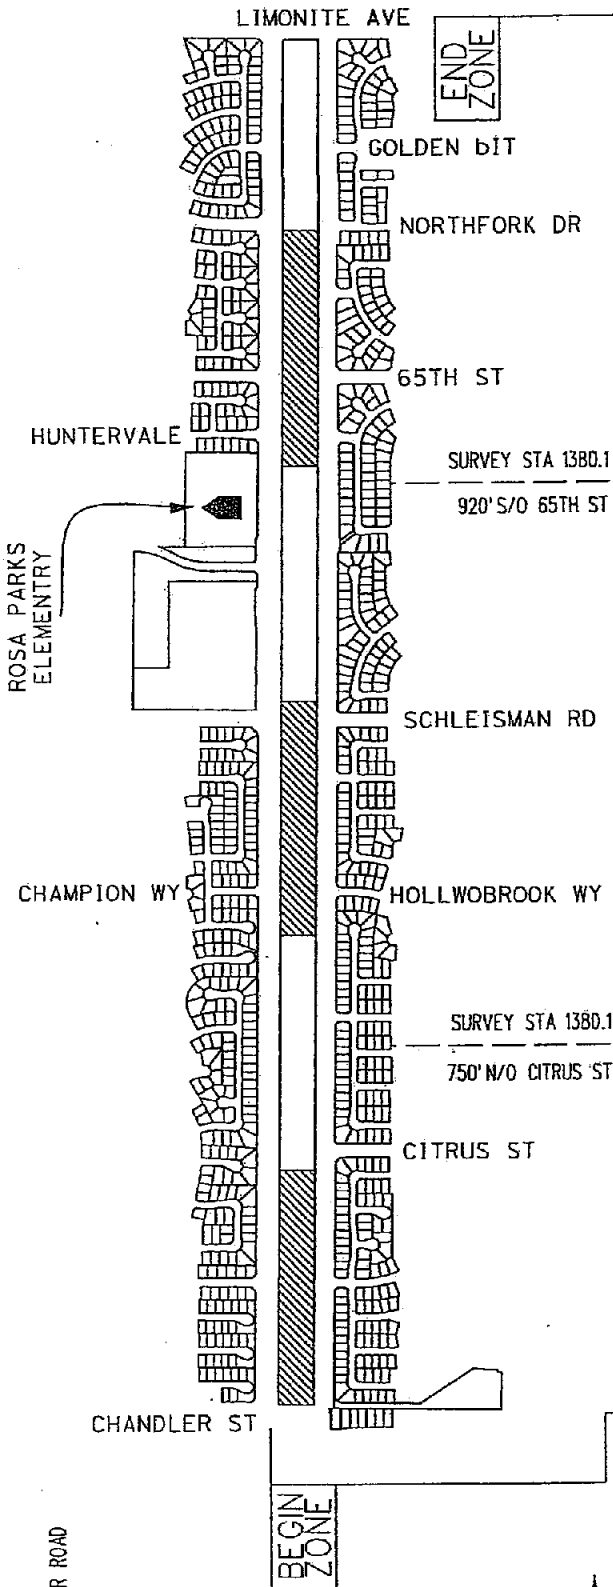 LIMONITE AVE
END
ZONE
GOLDEN bIT
NORTHFORK DR
65TH ST
HUNTERVALE
SURVEY STA 1380.1
920' S/O 65TH ST
ROSA PARKS
ELEMENTRY
SCHLEISMAN RD
CHAMPION WY
HOLLWOBROOK WY
SURVEY STA 1380.1
750' N/O CITRUS ST
CITRUS ST
CHANDLER ST
BEGIN
ZONE
R ROAD